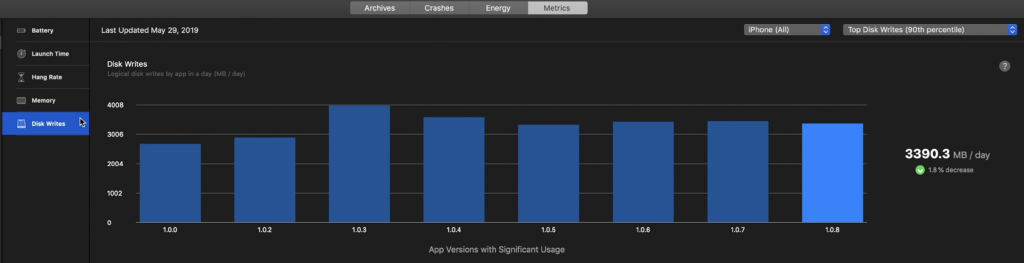 Archives Crashes Energy Metrics
Battery
Launch Time
Hang Rate
Memory
Disk Writes
Last Updated May 29, 2019
iPhone (All)
Top Disk Writes (90th percentile)
Disk Writes
Logical disk writes by app in a day (MB / day)
?
4008
3006
2004
1002
0
1.0.0 1.0.2 1.0.3 1.0.4 1.0.5 1.0.6 1.0.7 1.0.8
App Versions with Significant Usage
3390.3 MB / day
1.8 % decrease